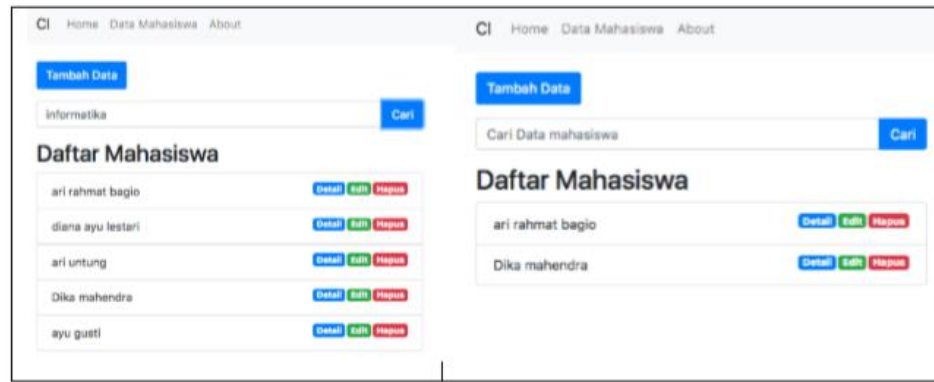 CI Home Data Mahasiswa About
Tambah Data
informatika Cari
Daftar Mahasiswa
ari rahmat bagio Detail Edit Hapus
diana ayu lestari Detail Edit Hapus
ari untung Detail Edit Hapus
Dika mahendra Detail Edit Hapus
ayu gusti Detail Edit Hapus
CI Home Data Mahasiswa About
Tambah Data
Cari Data mahasiswa Cari
Daftar Mahasiswa
ari rahmat bagio Detail Edit Hapus
Dika mahendra Detail Edit Hapus